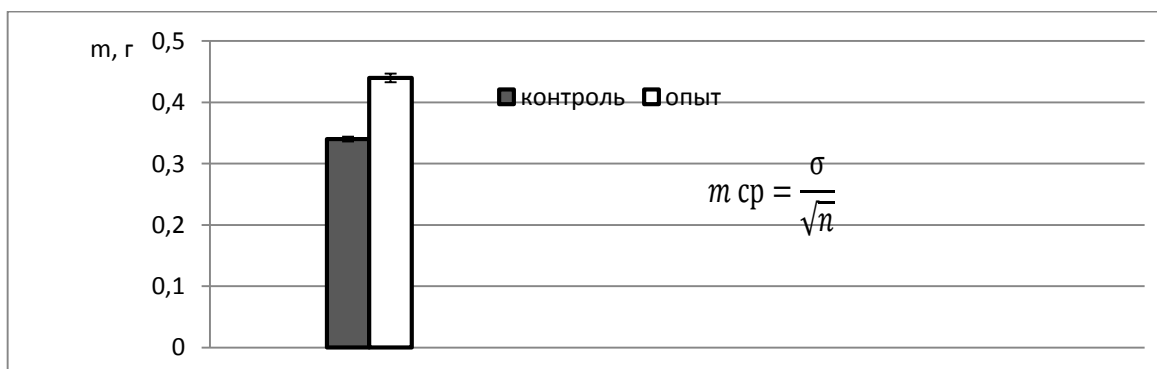 m, г
0,5
0,4
0,3
0,2
0,1
0
контроль опыт
m ср = σ / √n